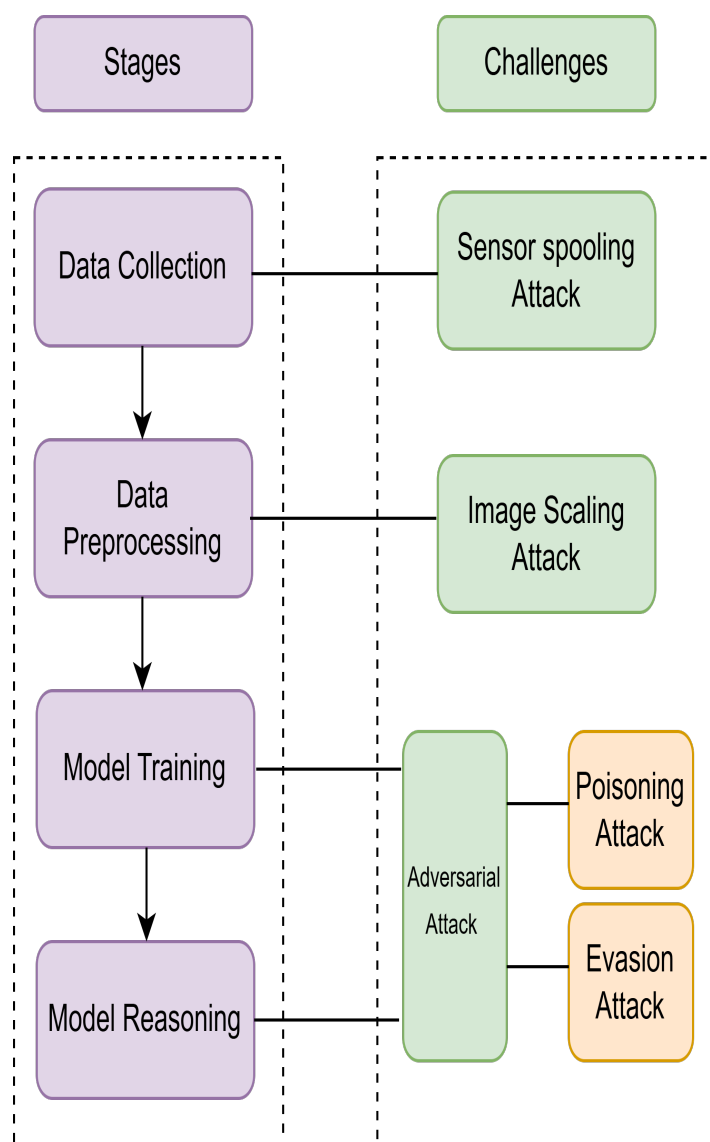 Stages
Challenges
Data Collection
Sensor spooling
Attack
Data
Preprocessing
Image Scaling
Attack
Model Training
Adversarial
Attack
Poisoning
Attack
Evasion
Attack
Model Reasoning